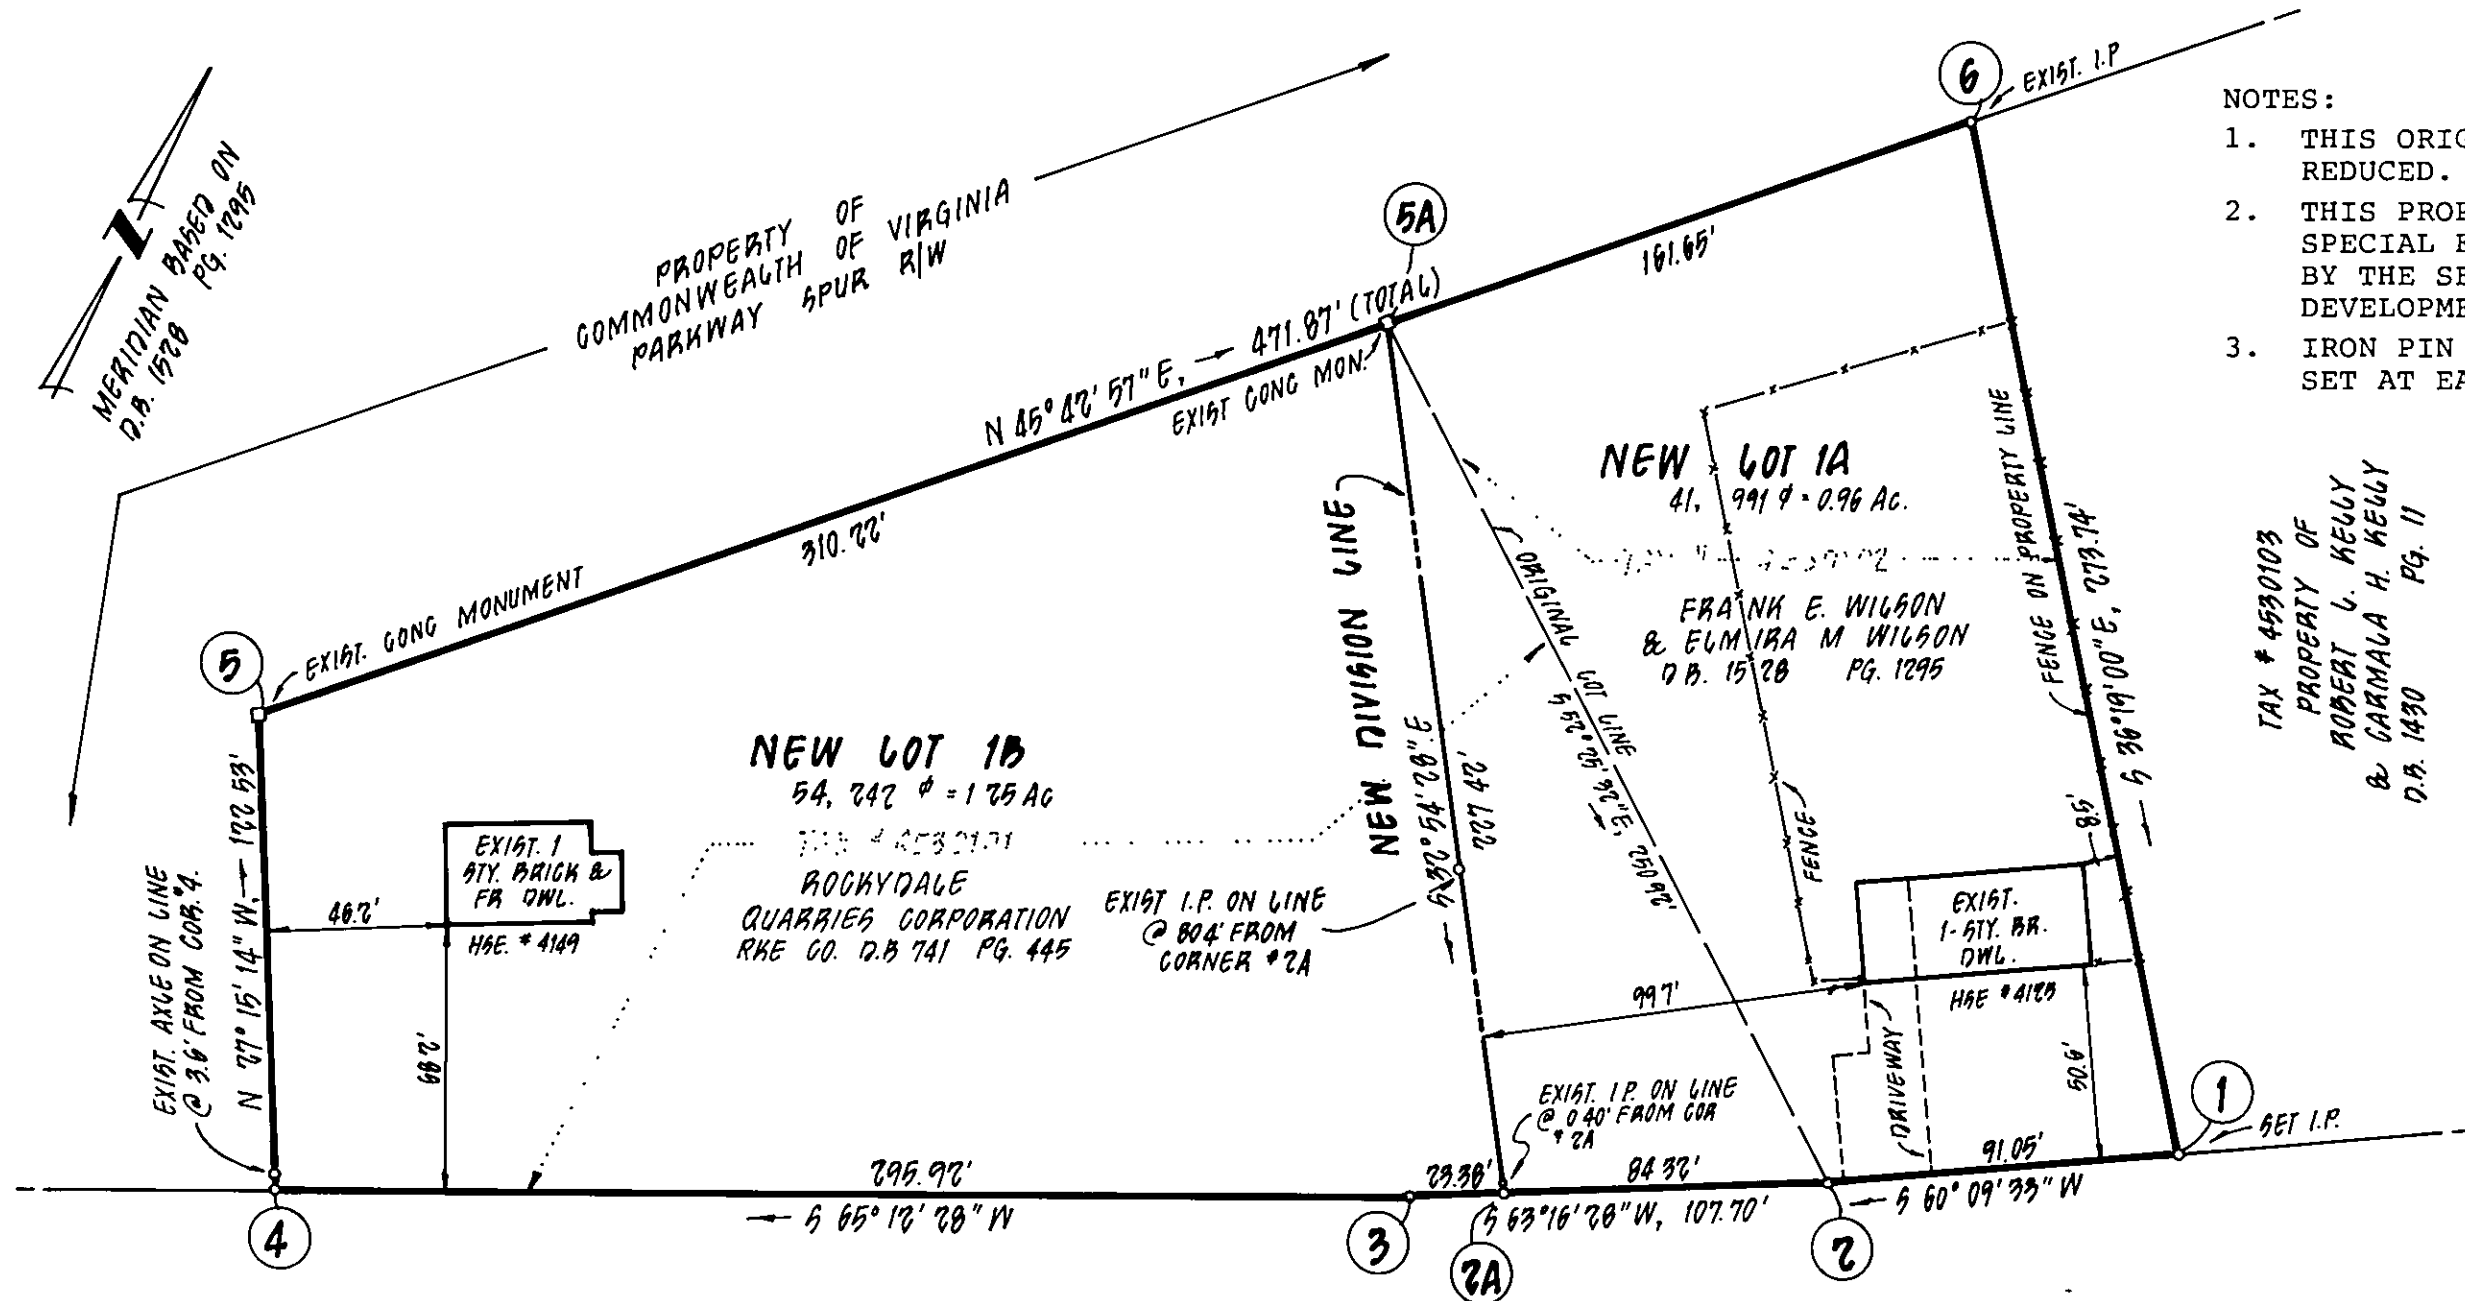 MERIDIAN BASED ON
D.B. 1528 PG. 1295
N
PROPERTY OF
COMMONWEALTH OF VIRGINIA
PARKWAY SPUR R/W
6
EXIST. I.P
5A
161.65'
N 45° 42' 57" E, 471.87' (TOTAL)
EXIST CONC MON.
310.22'
EXIST. CONC MONUMENT
5
NOTES:
1. THIS ORIG
REDUCED.
2. THIS PROP
SPECIAL F
BY THE SE
DEVELOPME
3. IRON PIN
SET AT EA
NEW LOT 1A
41, 991 ⏀ = 0.96 Ac.
FRANK E. WILSON
& ELMIRA M WILSON
D B. 1528 PG. 1295
FENCE ON PROPERTY LINE
S 36° 19' 00" E, 273.74'
TAX # 4530103
PROPERTY OF
ROBERT L. KELLY
& CARMALA H. KELLY
D.B. 1430 PG. 11
NEW DIVISION LINE
S 32° 54' 28" E
227 42'
ORIGINAL LOT LINE
S 52° 25' 38" E, 250.92'
FENCE
8.5'
NEW LOT 1B
54, 242 ⏀ = 1 25 Ac
ROCKYDALE
QUARRIES CORPORATION
RKE CO. D.B 741 PG. 445
EXIST I.P. ON LINE
@ 80.4' FROM
CORNER # 2A
EXIST. 1
STY. BRICK &
FR DWL.
HSE. # 4149
46.2'
68.2'
N 27° 15' 14" W, 122 53'
EXIST. AXLE ON LINE
@ 3.6' FROM COR. #4.
EXIST.
1-STY. BR.
DWL.
HSE # 4125
99 7'
50.6'
DRIVEWAY
EXIST. I P. ON LINE
@ 0 40' FROM COR
# 2A
1
SET I.P.
295.92'
23.38'
84 32'
91.05'
S 65° 12' 28" W
S 63° 16' 28" W, 107.70'
S 60° 09' 33" W
4
3
2A
2